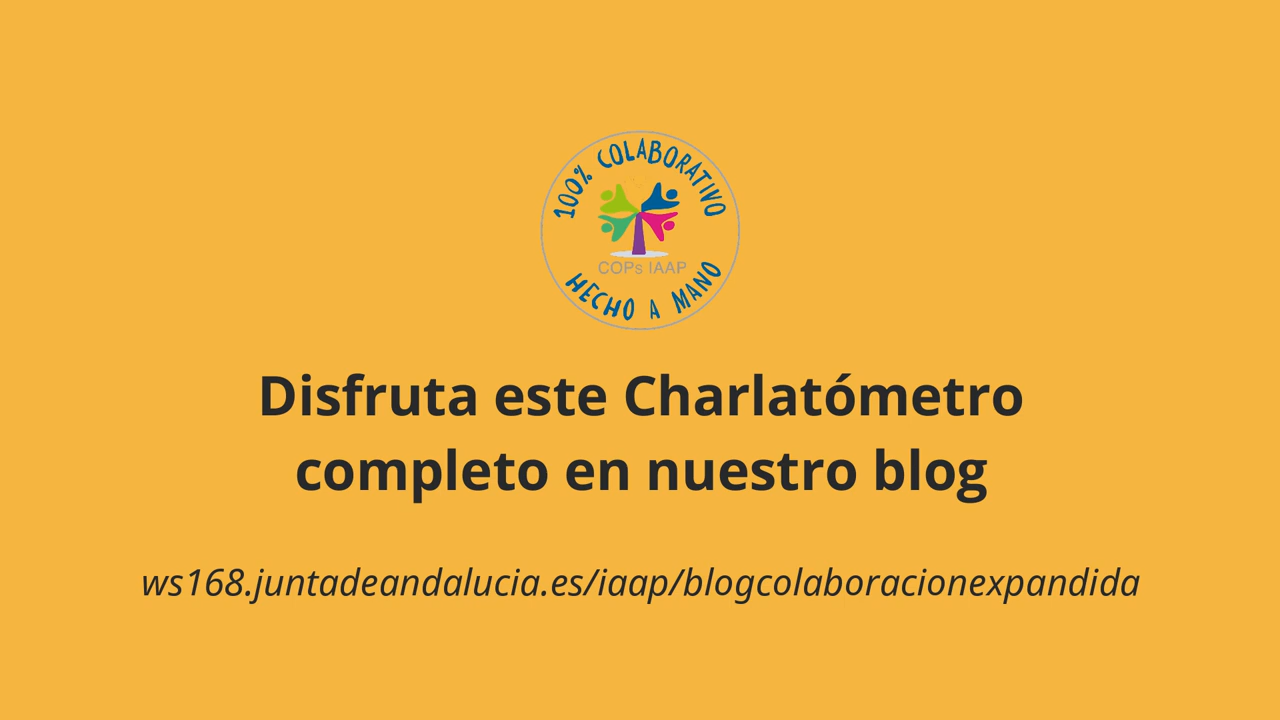 100% COLABORATIVO
COPs IAAP
HECHO A MANO
Disfruta este Charlatómetro
completo en nuestro blog
ws168.juntadeandalucia.es/iaap/blogcolaboracionexpandida